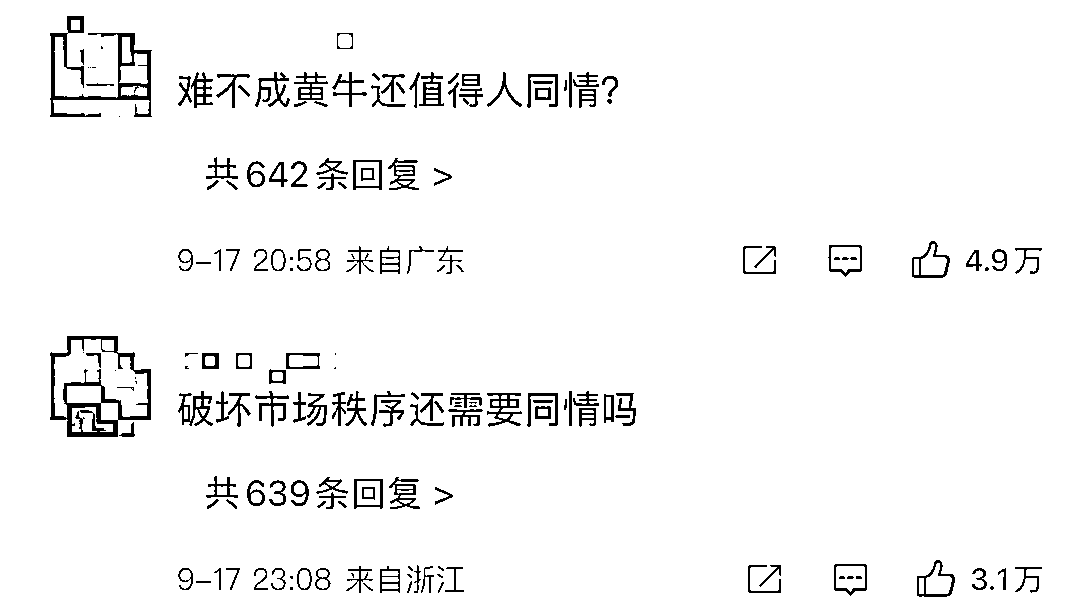 难不成黄牛还值得人同情?
共642条回复 >
9-17 20:58 来自广东 4.9万
破坏市场秩序还需要同情吗
共639条回复 >
9-17 23:08 来自浙江 3.1万